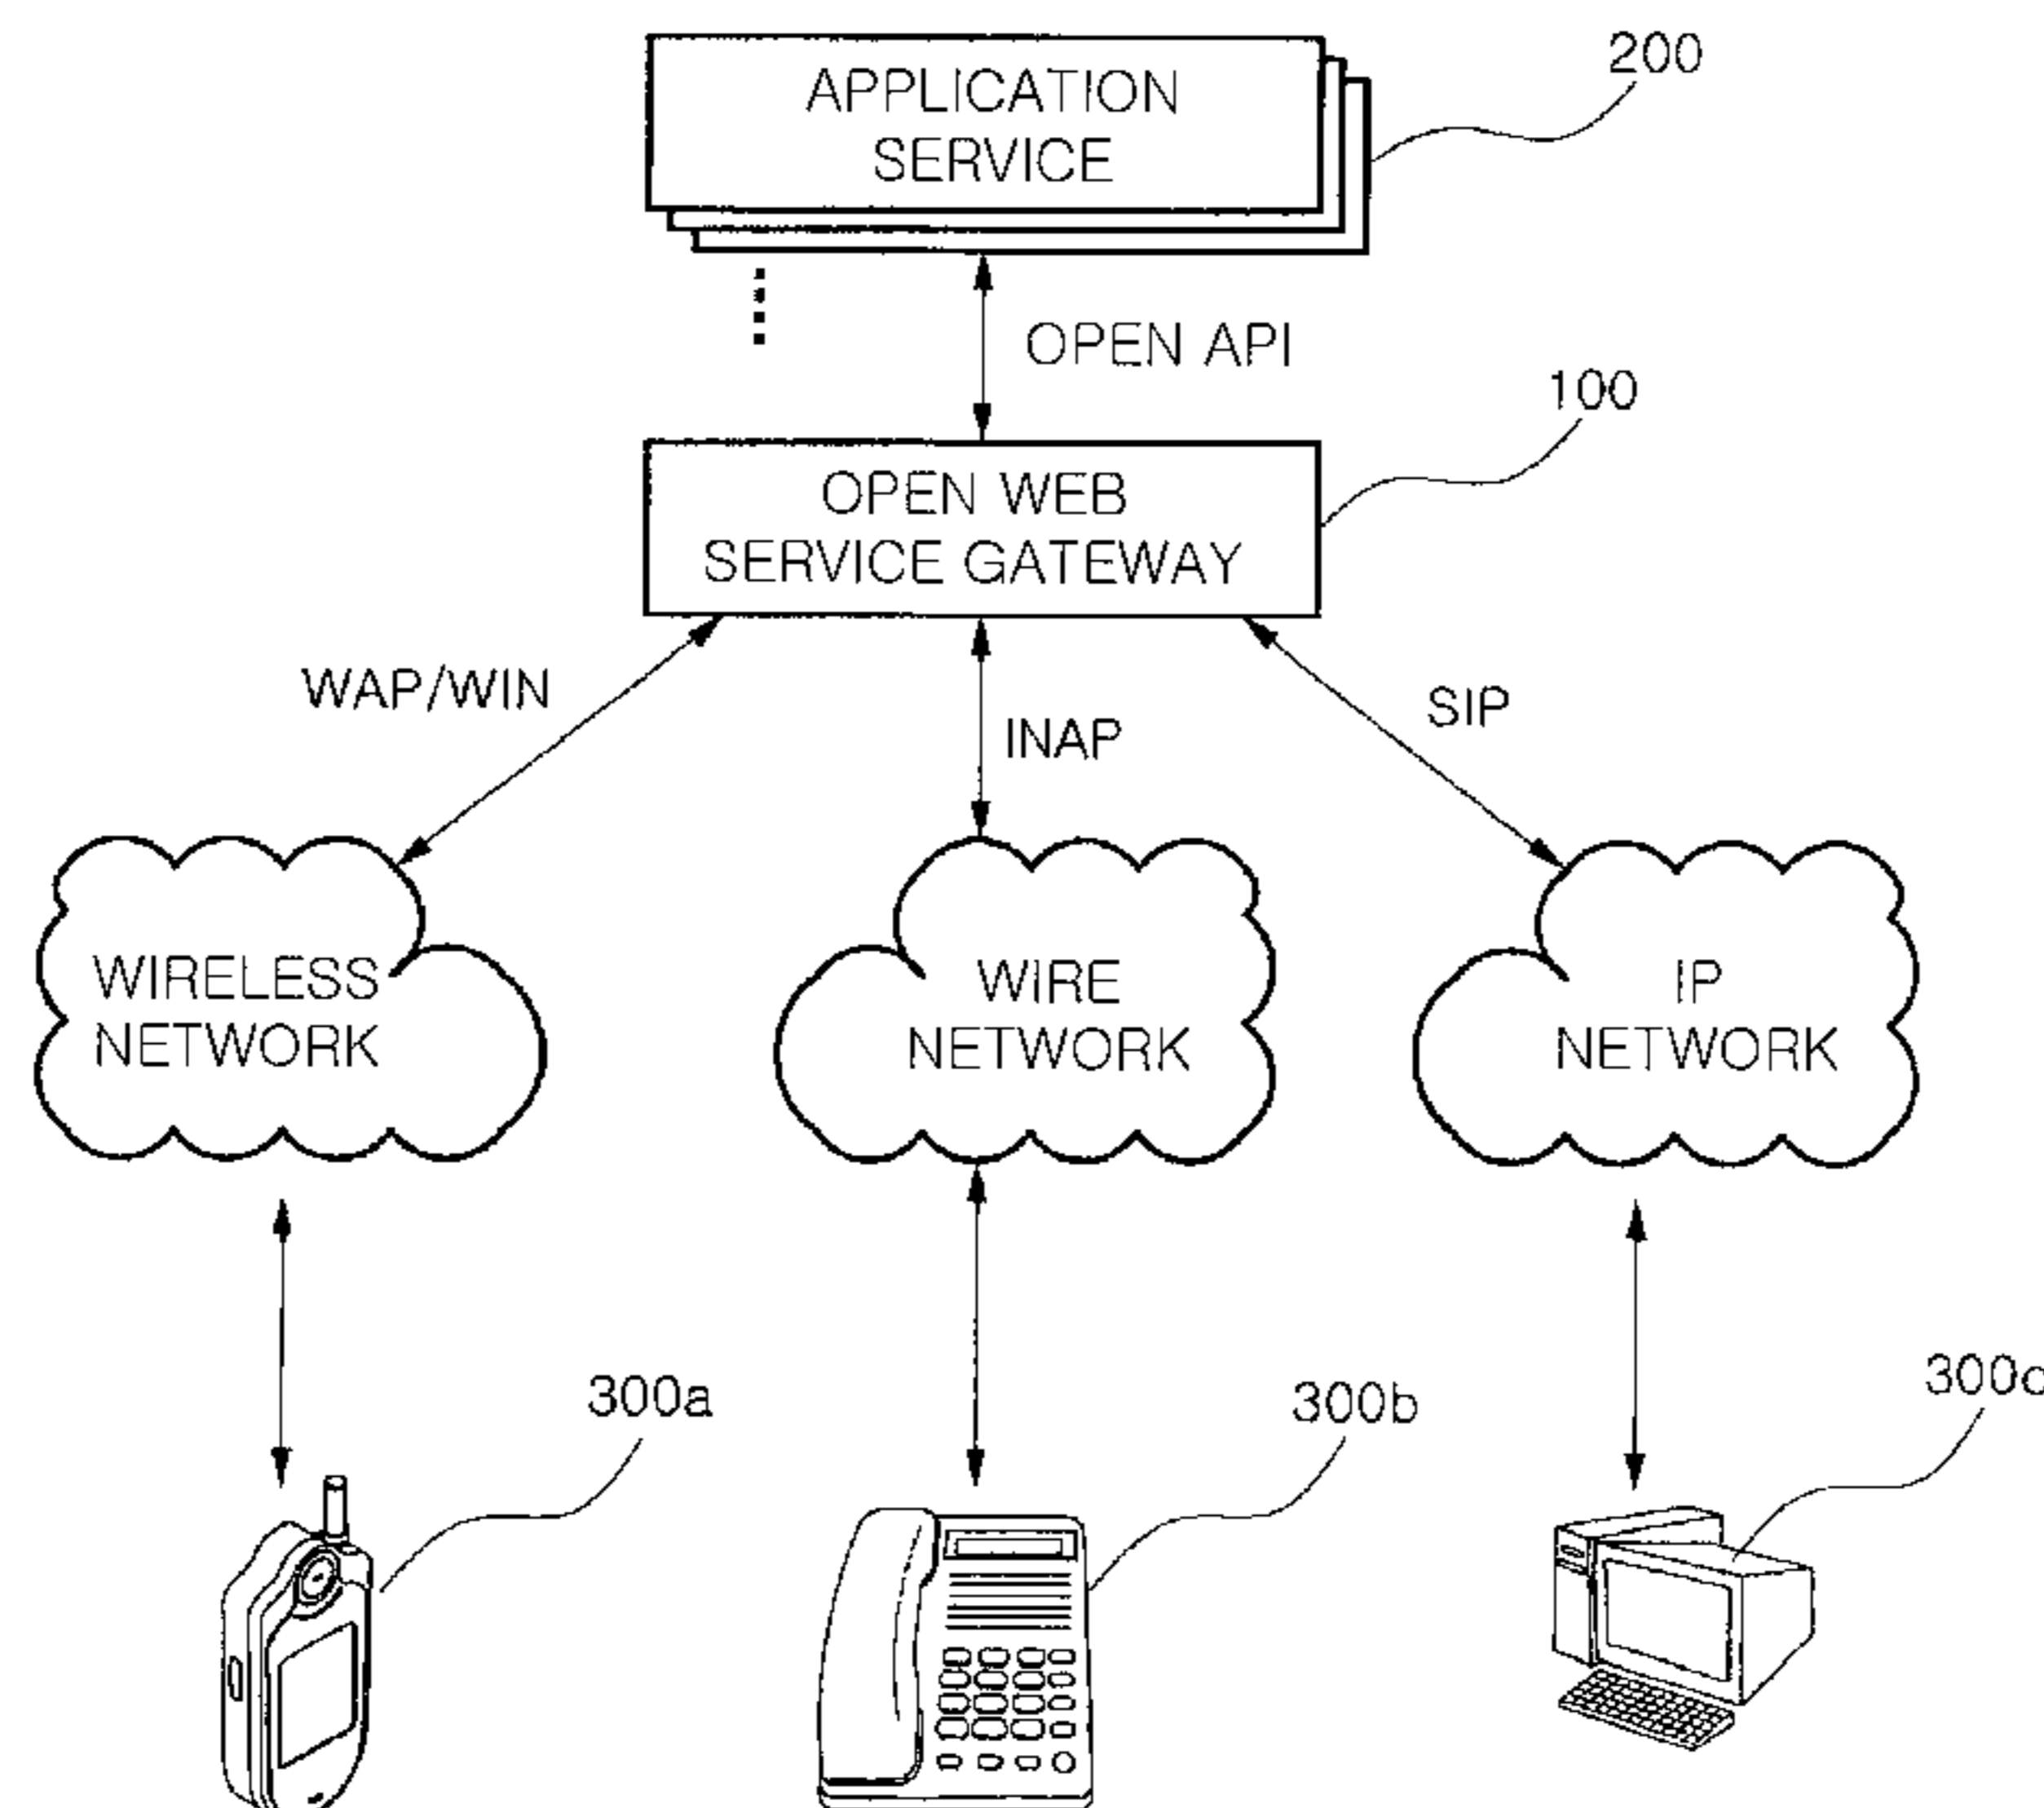 APPLICATION
SERVICE
200
OPEN API
100
OPEN WEB
SERVICE GATEWAY
WAP/WIN
INAP
SIP
WIRELESS
NETWORK
WIRE
NETWORK
IP
NETWORK
300a
300b
300c